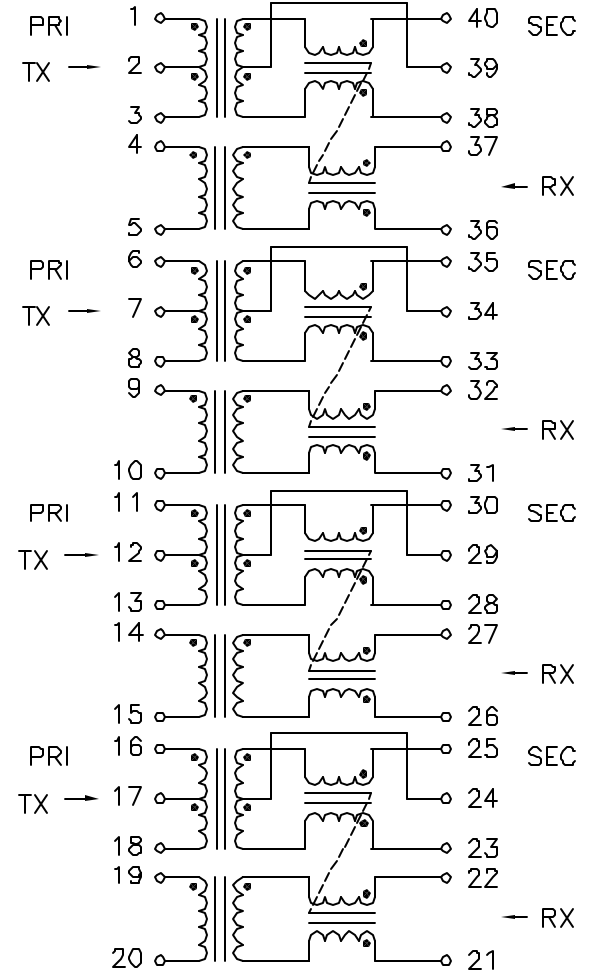 PRI 1 40 SEC
TX 2 39
3 38
4 37
RX
5 36
6 35
PRI SEC
TX 7 34
8 33
9 32
RX
10 31
11 30
PRI SEC
TX 12 29
13 28
14 27
RX
15 26
16 25
PRI SEC
TX 17 24
18 23
19 22
RX
20 21